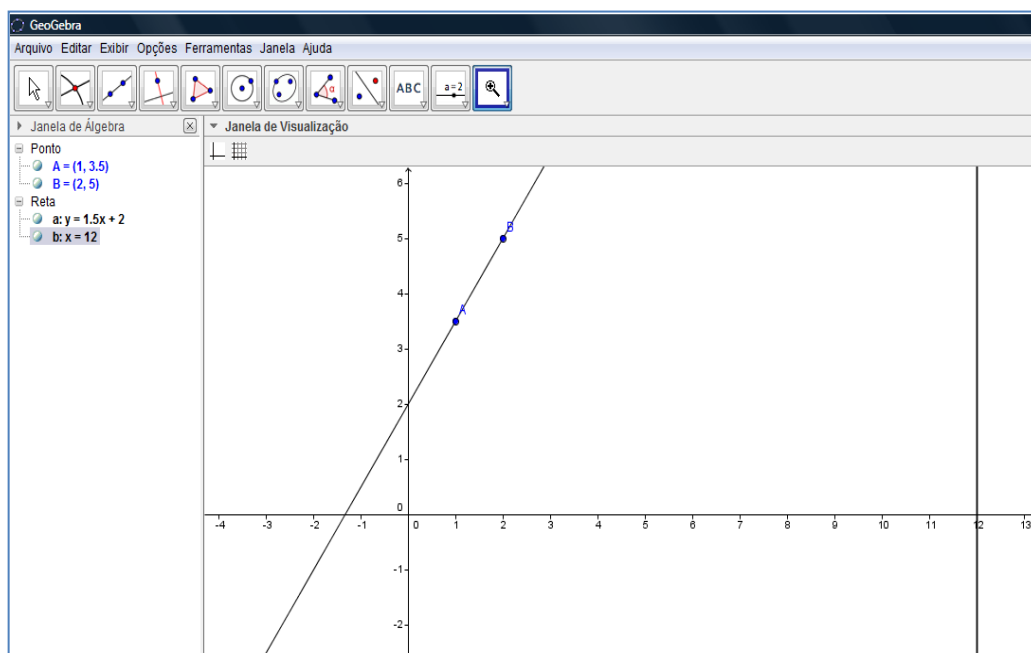 GeoGebra
Arquivo Editar Exibir Opções Ferramentas Janela Ajuda
α ABC a=2
Janela de Álgebra
Janela de Visualização
Ponto
A = (1, 3.5)
B = (2, 5)
Reta
a: y = 1.5x + 2
b: x = 12
6
B
5
4
A
3
2
1
0
-4 -3 -2 -1 0 1 2 3 4 5 6 7 8 9 10 11 12 13
-1
-2